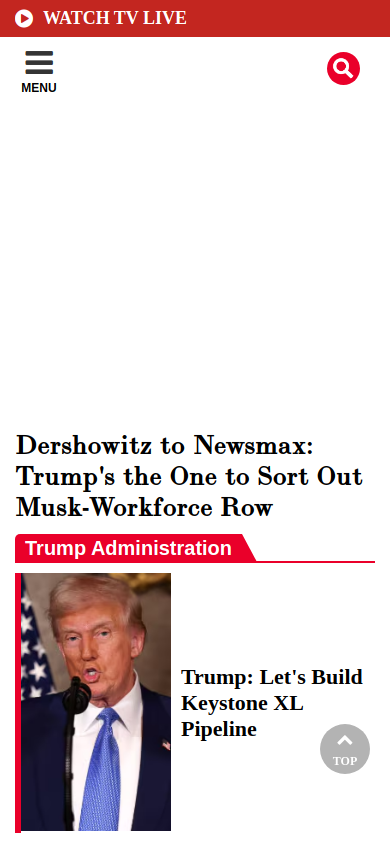 WATCH TV LIVE
MENU
Dershowitz to Newsmax:
Trump's the One to Sort Out
Musk-Workforce Row
Trump Administration
Trump: Let's Build
Keystone XL
Pipeline
TOP